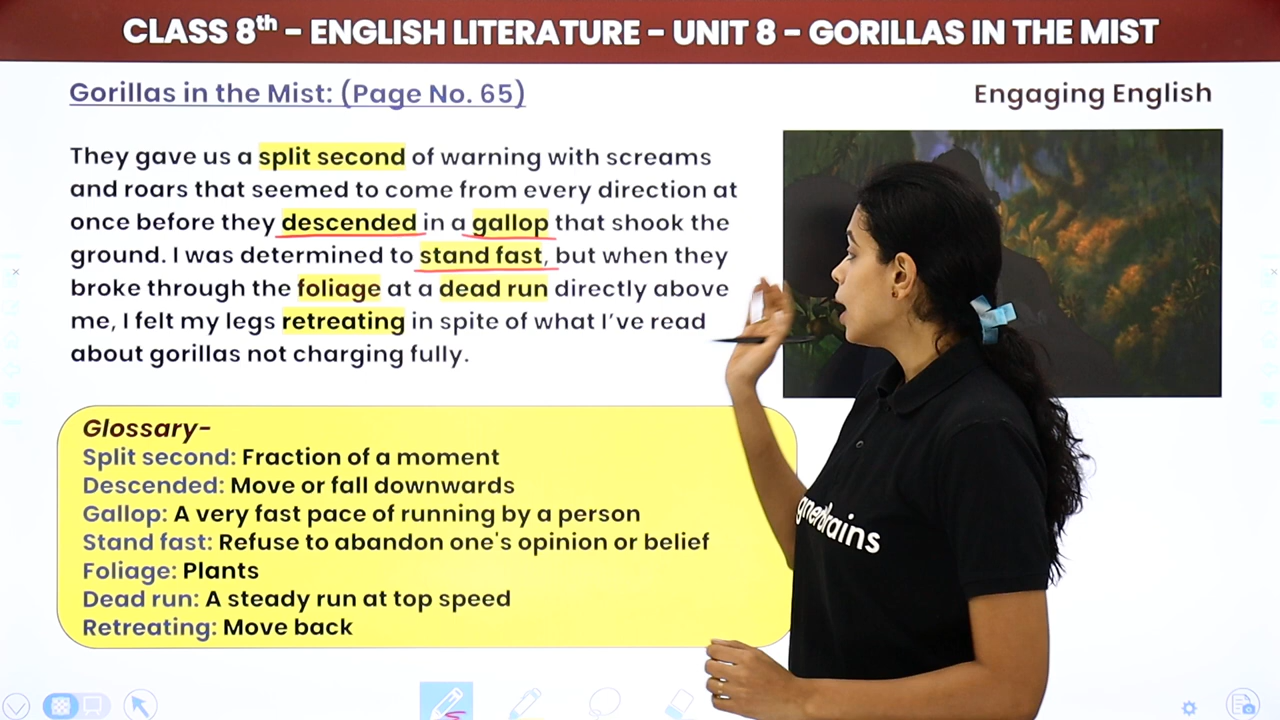 CLASS 8th – ENGLISH LITERATURE – UNIT 8 – GORILLAS IN THE MIST
Gorillas in the Mist: (Page No. 65)
Engaging English
They gave us a split second of warning with screams
and roars that seemed to come from every direction at
once before they descended in a gallop that shook the
ground. I was determined to stand fast, but when they
broke through the foliage at a dead run directly above
me, I felt my legs retreating in spite of what I've read
about gorillas not charging fully.
Glossary-
Split second: Fraction of a moment
Descended: Move or fall downwards
Gallop: A very fast pace of running by a person
Stand fast: Refuse to abandon one's opinion or belief
Foliage: Plants
Dead run: A steady run at top speed
Retreating: Move back